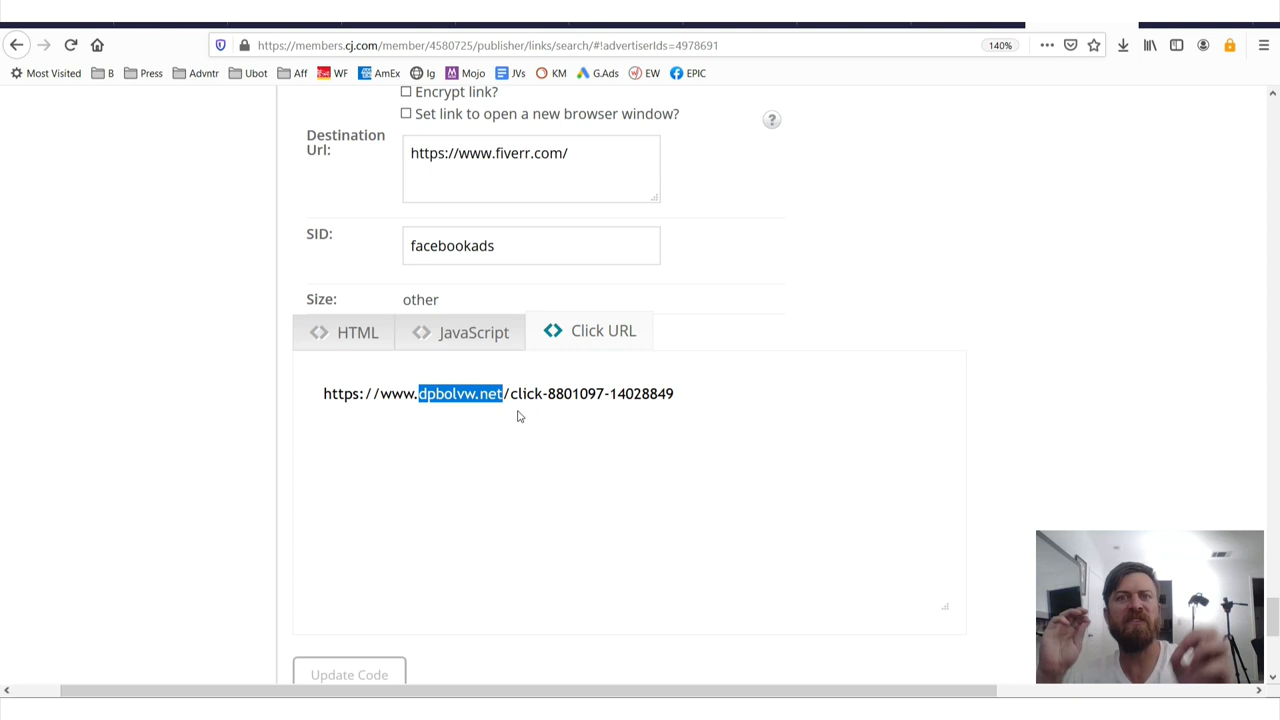 https://members.cj.com/member/4580725/publisher/links/search/#!advertiserIds=4978691
140%
Most Visited B Press Advntr Ubot Aff WF AmEx Ig Mojo JVs KM G.Ads EW EPIC
Encrypt link?
Set link to open a new browser window?
?
Destination
Url:
https://www.fiverr.com/
SID:
facebookads
Size:
other
HTML
JavaScript
Click URL
https://www.dpbolvw.net/click-8801097-14028849
Update Code